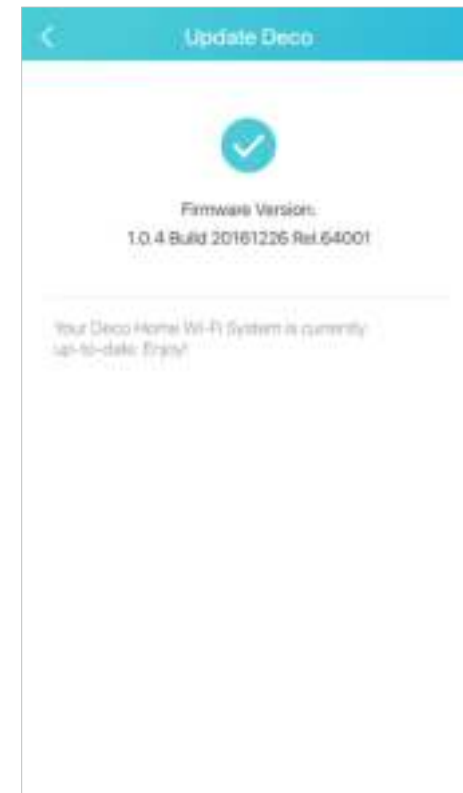 Update Deco
Firmware Version:
1.0.4 Build 20161226 Rel.64001
Your Deco Home Wi-Fi System is currently
up-to-date. Enjoy!